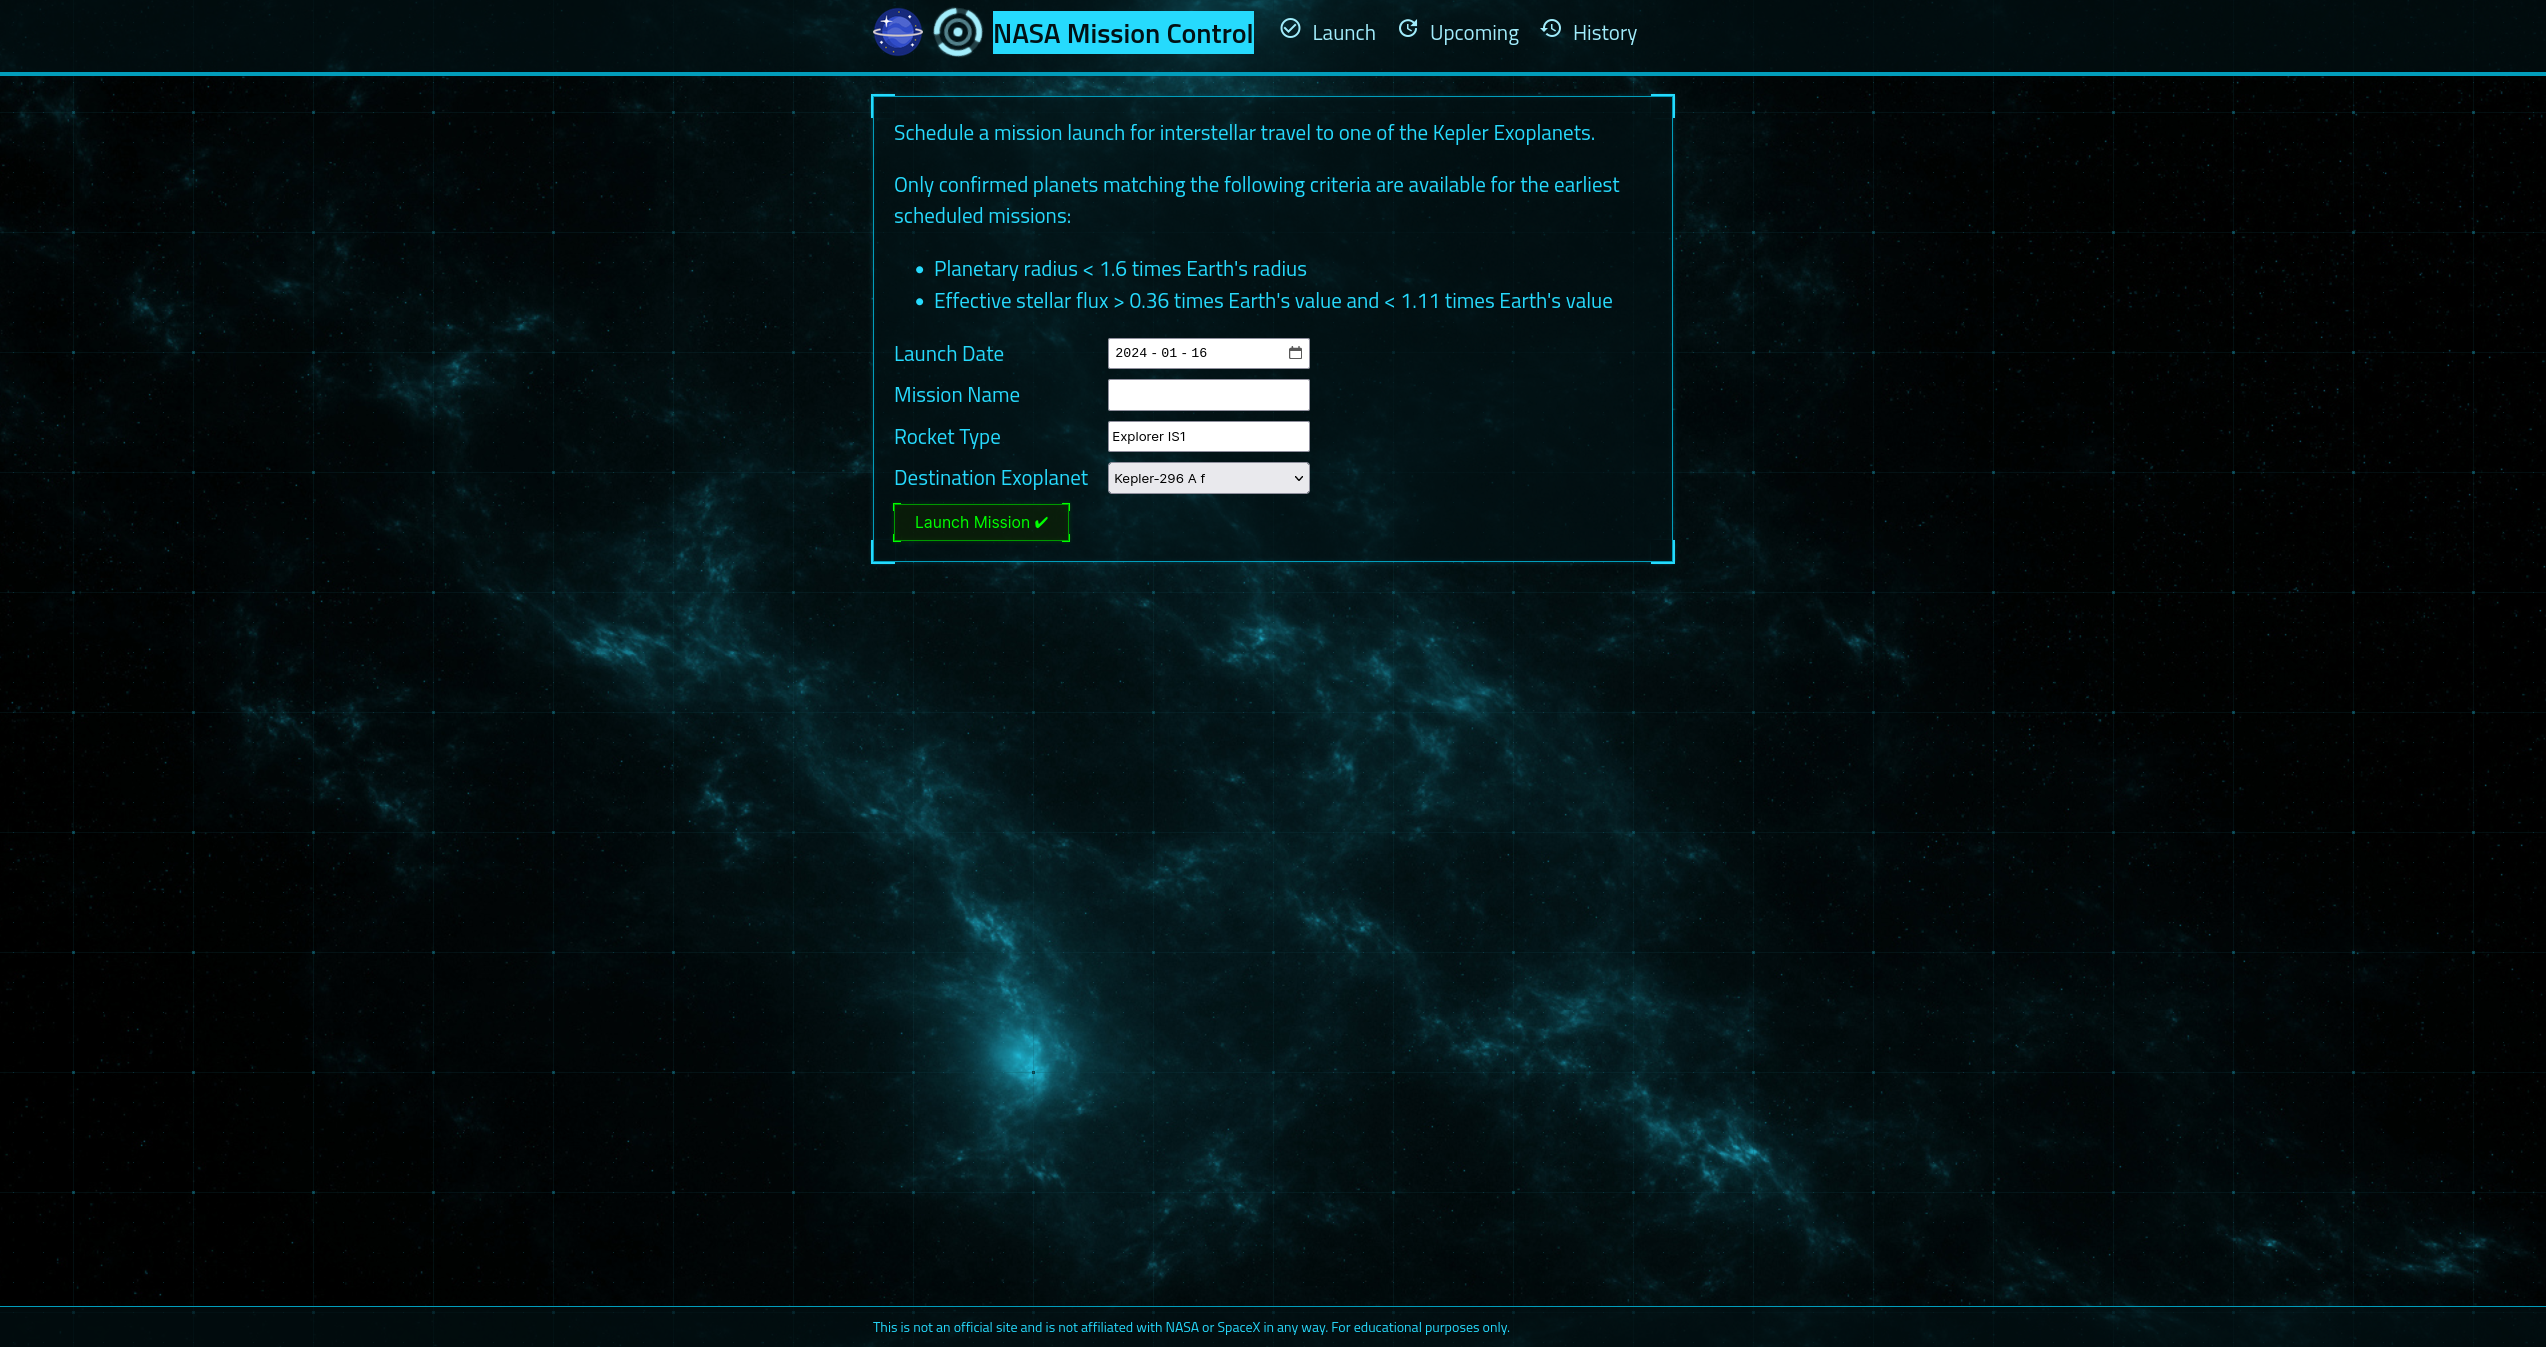 NASA Mission Control Launch Upcoming History
Schedule a mission launch for interstellar travel to one of the Kepler Exoplanets.
Only confirmed planets matching the following criteria are available for the earliest
scheduled missions:
• Planetary radius < 1.6 times Earth's radius
• Effective stellar flux > 0.36 times Earth's value and < 1.11 times Earth's value
Launch Date 2024 - 01 - 16
Mission Name
Rocket Type Explorer IS1
Destination Exoplanet Kepler-296 A f
Launch Mission ✔
This is not an official site and is not affiliated with NASA or SpaceX in any way. For educational purposes only.